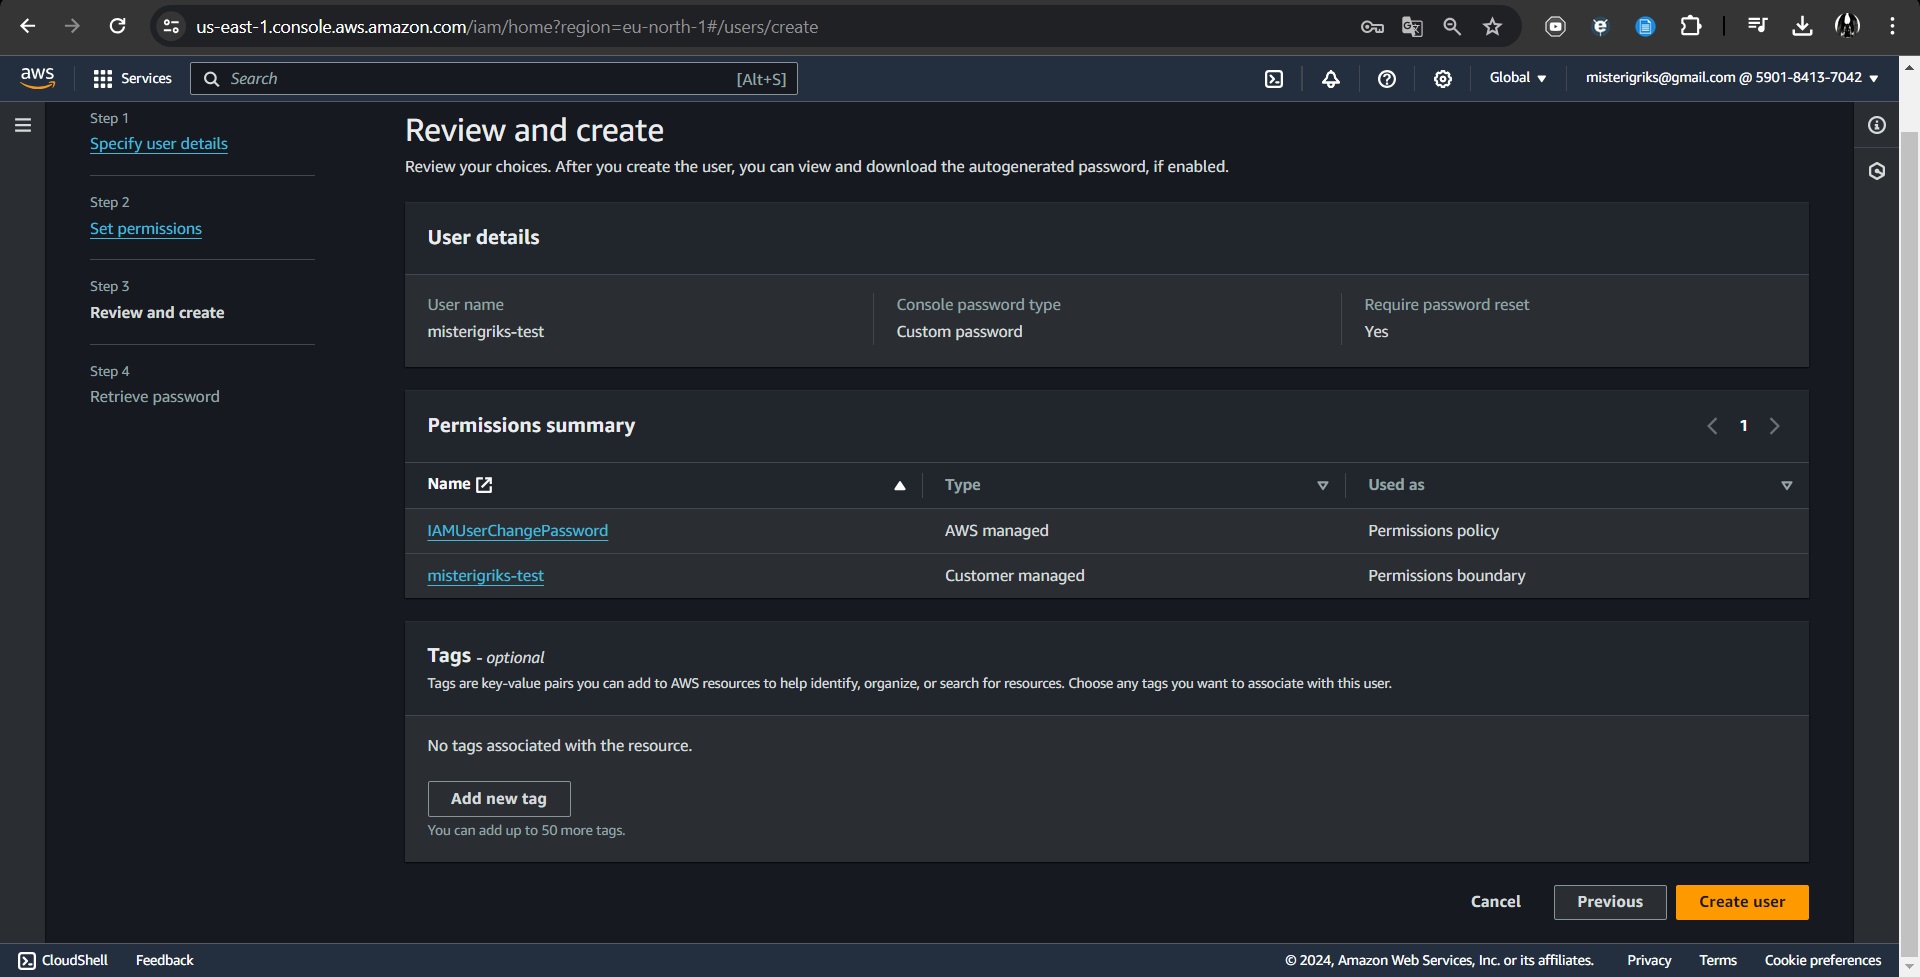 us-east-1.console.aws.amazon.com/iam/home?region=eu-north-1#/users/create
aws
Services
Search
[Alt+S]
Global
misterigriks@gmail.com @ 5901-8413-7042
Step 1
Specify user details
Step 2
Set permissions
Step 3
Review and create
Step 4
Retrieve password
Review and create
Review your choices. After you create the user, you can view and download the autogenerated password, if enabled.
User details
User name
misterigriks-test
Console password type
Custom password
Require password reset
Yes
Permissions summary
1
Name
Type
Used as
IAMUserChangePassword
AWS managed
Permissions policy
misterigriks-test
Customer managed
Permissions boundary
Tags - optional
Tags are key-value pairs you can add to AWS resources to help identify, organize, or search for resources. Choose any tags you want to associate with this user.
No tags associated with the resource.
Add new tag
You can add up to 50 more tags.
Cancel
Previous
Create user
CloudShell
Feedback
© 2024, Amazon Web Services, Inc. or its affiliates.
Privacy
Terms
Cookie preferences